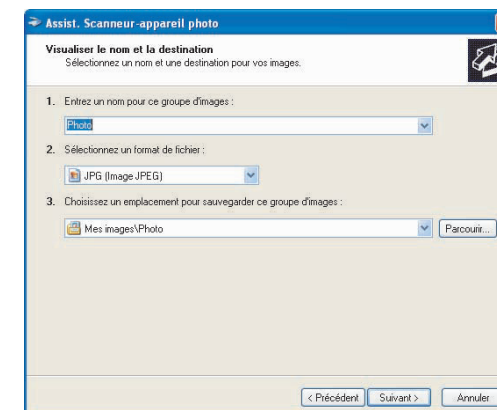 Assist. Scanneur-appareil photo
Visualiser le nom et la destination
Sélectionnez un nom et une destination pour vos images.
1. Entrez un nom pour ce groupe d'images :
Photo
2. Sélectionnez un format de fichier :
JPG (Image JPEG)
3. Choisissez un emplacement pour sauvegarder ce groupe d'images :
Mes images\Photo
Parcourir...
< Précédent
Suivant >
Annuler